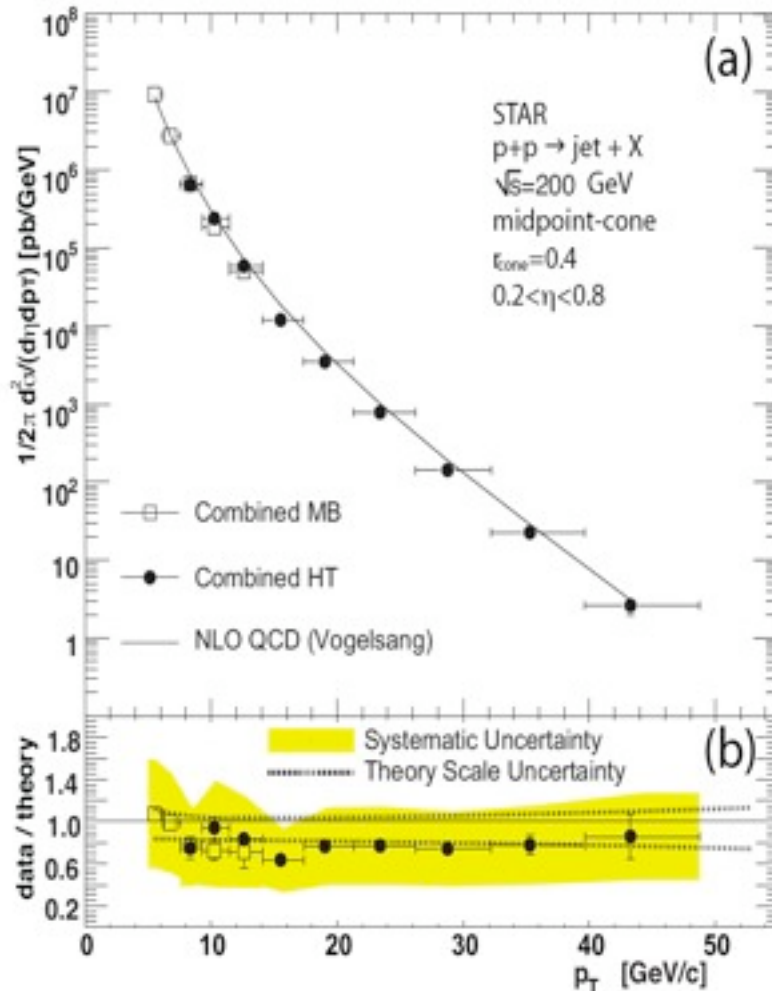 10⁸
10⁷
10⁶
10⁵
10⁴
10³
10²
10
1
1/2π d²σ/(dηdpT) [pb/GeV]
(a)
STAR
p+p → jet + X
√s=200 GeV
midpoint-cone
rcone=0.4
0.2<η<0.8
Combined MB
Combined HT
NLO QCD (Vogelsang)
1.8
1.4
1.0
0.6
0.2
data / theory
(b)
Systematic Uncertainty
Theory Scale Uncertainty
0 10 20 30 40 50
pT [GeV/c]